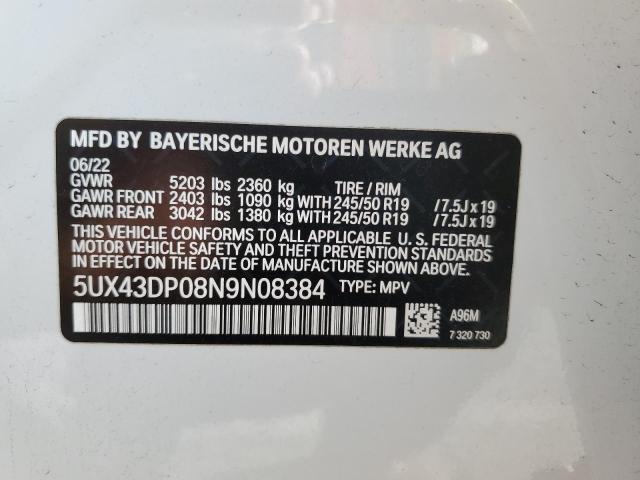 MFD BY BAYERISCHE MOTOREN WERKE AG
06/22
GVWR 5203 lbs 2360 kg TIRE / RIM
GAWR FRONT 2403 lbs 1090 kg WITH 245/50 R19 /7.5J x 19
GAWR REAR 3042 lbs 1380 kg WITH 245/50 R19 /7.5J x 19
THIS VEHICLE CONFORMS TO ALL APPLICABLE U. S. FEDERAL
MOTOR VEHICLE SAFETY AND THEFT PREVENTION STANDARDS
IN EFFECT ON THE DATE OF MANUFACTURE SHOWN ABOVE.
5UX43DP08N9N08384 TYPE: MPV
A96M
7 320 730